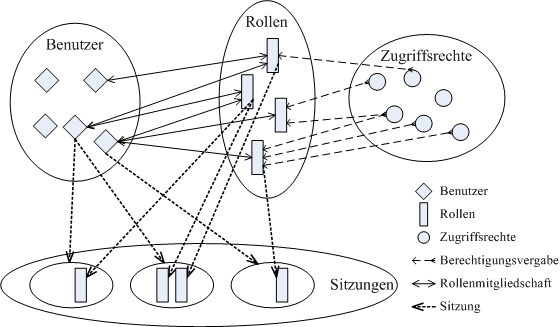 Benutzer
Rollen
Zugriffsrechte
Benutzer
Rollen
Zugriffsrechte
Berechtigungsvergabe
Rollenmitgliedschaft
Sitzung
Sitzungen